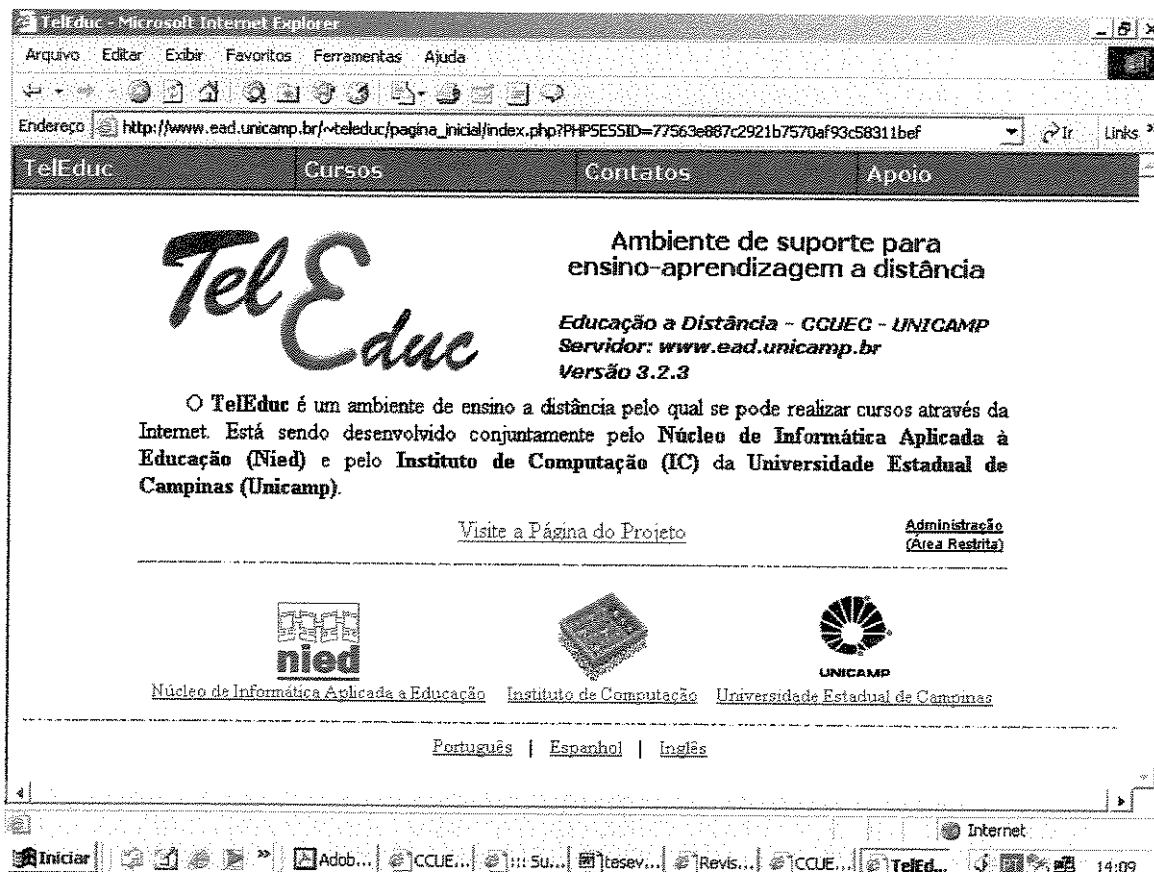 TelEduc - Microsoft Internet Explorer
Arquivo Editar Exibir Favoritos Ferramentas Ajuda
Endereço http://www.ead.unicamp.br/~teleduc/pagina_inicial/index.php?PHPSESSID=77563e887c2921b7570af93c58311bef Ir Links »
TelEduc Cursos Contatos Apoio
TelEduc
Ambiente de suporte para
ensino-aprendizagem a distância
Educação a Distância - CCUEC - UNICAMP
Servidor: www.ead.unicamp.br
Versão 3.2.3
O TelEduc é um ambiente de ensino a distância pelo qual se pode realizar cursos através da
Internet. Está sendo desenvolvido conjuntamente pelo Núcleo de Informática Aplicada à
Educação (Nied) e pelo Instituto de Computação (IC) da Universidade Estadual de
Campinas (Unicamp).
Visite a Página do Projeto
Administração
(Área Restrita)
nied
UNICAMP
Núcleo de Informática Aplicada a Educação Instituto de Computação Universidade Estadual de Campinas
Português | Espanhol | Inglês
Internet
Iniciar » Adob... CCUE... ::: Su... tesev... Revis... CCUE... TelEd... 14:09